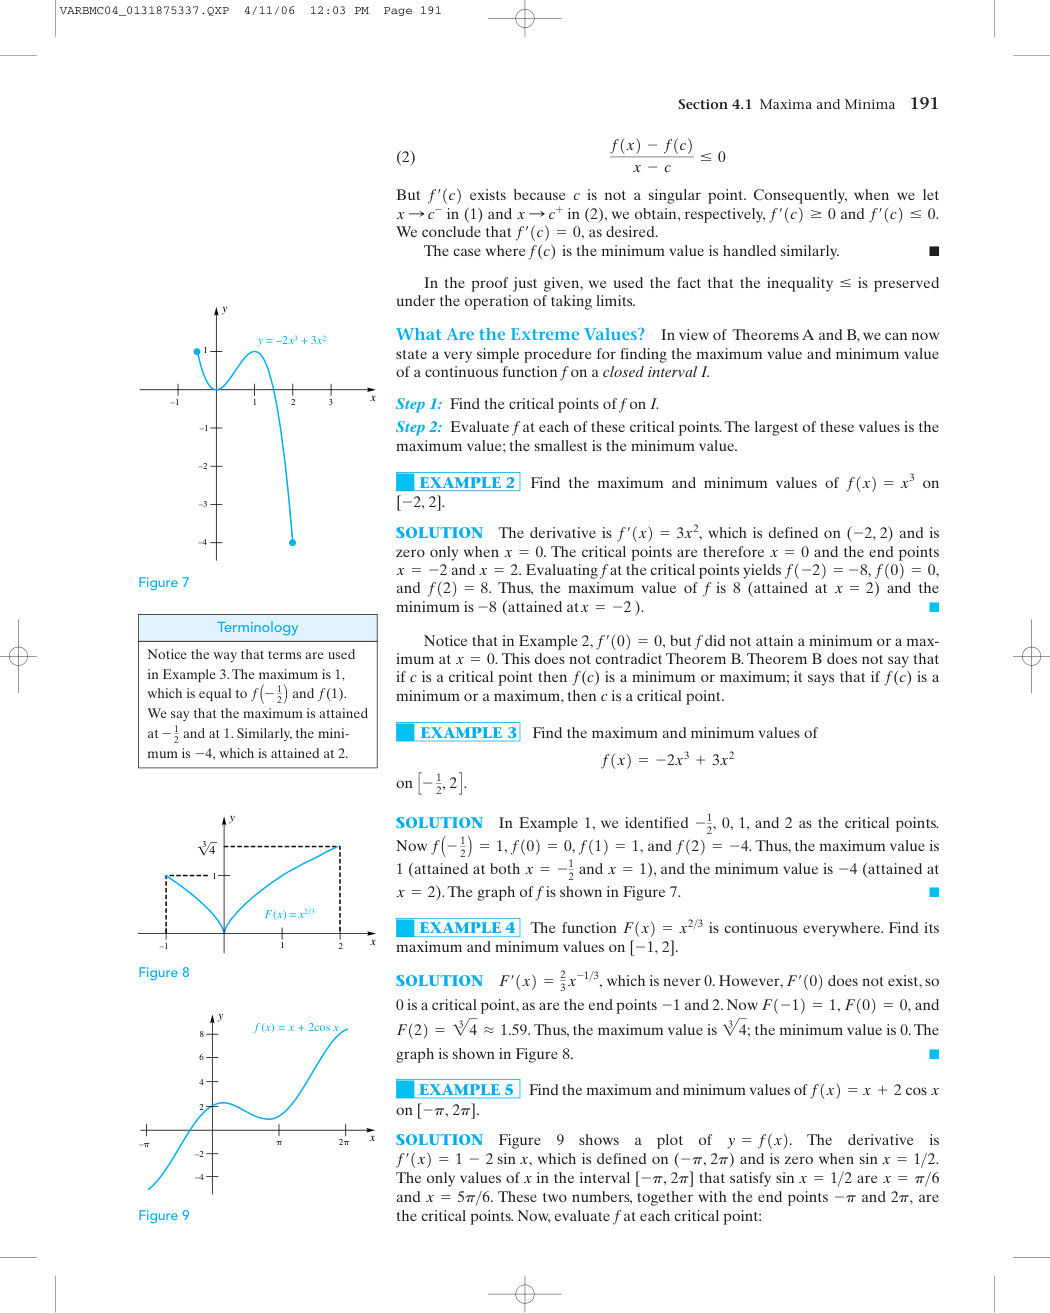 VARBMC04_0131875337.QXP 4/11/06 12:03 PM Page 191
Section 4.1 Maxima and Minima 191
(2) (f(x) − f(c))/(x − c) ≤ 0
But f′(c) exists because c is not a singular point. Consequently, when we let
x → c⁻ in (1) and x → c⁺ in (2), we obtain, respectively, f′(c) ≥ 0 and f′(c) ≤ 0.
We conclude that f′(c) = 0, as desired.
The case where f(c) is the minimum value is handled similarly. ■
In the proof just given, we used the fact that the inequality ≤ is preserved
under the operation of taking limits.
What Are the Extreme Values? In view of Theorems A and B, we can now
state a very simple procedure for finding the maximum value and minimum value
of a continuous function f on a closed interval I.
Step 1: Find the critical points of f on I.
Step 2: Evaluate f at each of these critical points. The largest of these values is the
maximum value; the smallest is the minimum value.
EXAMPLE 2 Find the maximum and minimum values of f(x) = x³ on
[−2, 2].
SOLUTION The derivative is f′(x) = 3x², which is defined on (−2, 2) and is
zero only when x = 0. The critical points are therefore x = 0 and the end points
x = −2 and x = 2. Evaluating f at the critical points yields f(−2) = −8, f(0) = 0,
and f(2) = 8. Thus, the maximum value of f is 8 (attained at x = 2) and the
minimum is −8 (attained at x = −2). ■
Notice that in Example 2, f′(0) = 0, but f did not attain a minimum or a max-
imum at x = 0. This does not contradict Theorem B. Theorem B does not say that
if c is a critical point then f(c) is a minimum or maximum; it says that if f(c) is a
minimum or a maximum, then c is a critical point.
EXAMPLE 3 Find the maximum and minimum values of
f(x) = −2x³ + 3x²
on [−1/2, 2].
SOLUTION In Example 1, we identified −1/2, 0, 1, and 2 as the critical points.
Now f(−1/2) = 1, f(0) = 0, f(1) = 1, and f(2) = −4. Thus, the maximum value is
1 (attained at both x = −1/2 and x = 1), and the minimum value is −4 (attained at
x = 2). The graph of f is shown in Figure 7. ■
EXAMPLE 4 The function F(x) = x^(2/3) is continuous everywhere. Find its
maximum and minimum values on [−1, 2].
SOLUTION F′(x) = 2/3 x^(−1/3), which is never 0. However, F′(0) does not exist, so
0 is a critical point, as are the end points −1 and 2. Now F(−1) = 1, F(0) = 0, and
F(2) = ∛4 ≈ 1.59. Thus, the maximum value is ∛4; the minimum value is 0. The
graph is shown in Figure 8. ■
EXAMPLE 5 Find the maximum and minimum values of f(x) = x + 2 cos x
on [−π, 2π].
SOLUTION Figure 9 shows a plot of y = f(x). The derivative is
f′(x) = 1 − 2 sin x, which is defined on (−π, 2π) and is zero when sin x = 1/2.
The only values of x in the interval [−π, 2π] that satisfy sin x = 1/2 are x = π/6
and x = 5π/6. These two numbers, together with the end points −π and 2π, are
the critical points. Now, evaluate f at each critical point:
y
y = –2x³ + 3x²
1
–1 1 2 3 x
–1
–2
–3
–4
Figure 7
Terminology
Notice the way that terms are used
in Example 3. The maximum is 1,
which is equal to f(−1/2) and f(1).
We say that the maximum is attained
at −1/2 and at 1. Similarly, the mini-
mum is −4, which is attained at 2.
y
∛4
1
F(x) = x^(2/3)
–1 1 2 x
Figure 8
y
f(x) = x + 2cos x
8
6
4
2
–π π 2π x
–2
–4
Figure 9